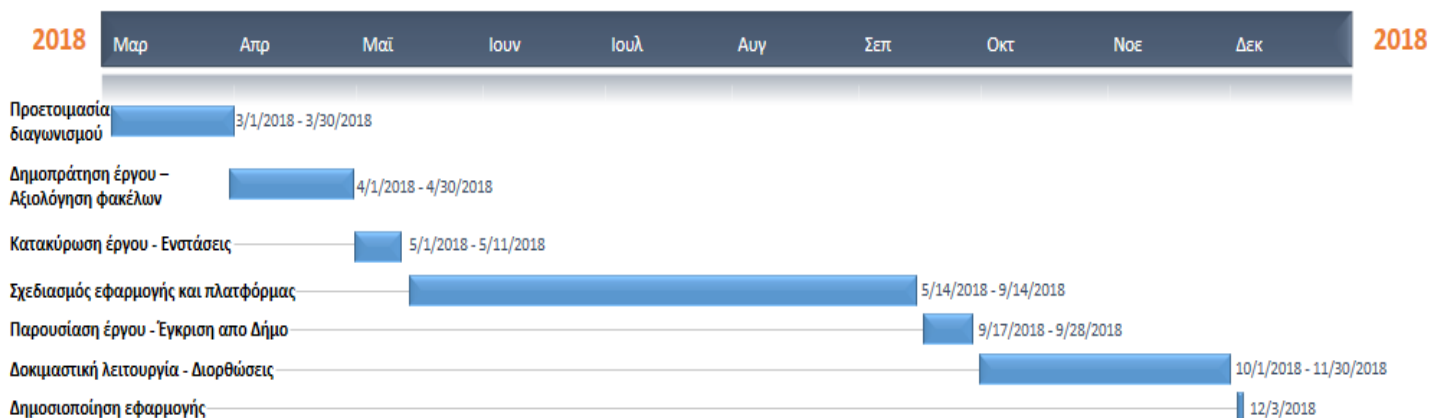 2018 Μαρ Απρ Μαϊ Ιουν Ιουλ Αυγ Σεπ Οκτ Νοε Δεκ 2018
Προετοιμασία
διαγωνισμού
3/1/2018 - 3/30/2018
Δημοπράτηση έργου –
Αξιολόγηση φακέλων
4/1/2018 - 4/30/2018
Κατακύρωση έργου - Ενστάσεις 5/1/2018 - 5/11/2018
Σχεδιασμός εφαρμογής και πλατφόρμας 5/14/2018 - 9/14/2018
Παρουσίαση έργου - Έγκριση απο Δήμο 9/17/2018 - 9/28/2018
Δοκιμαστική λειτουργία - Διορθώσεις 10/1/2018 - 11/30/2018
Δημοσιοποίηση εφαρμογής 12/3/2018